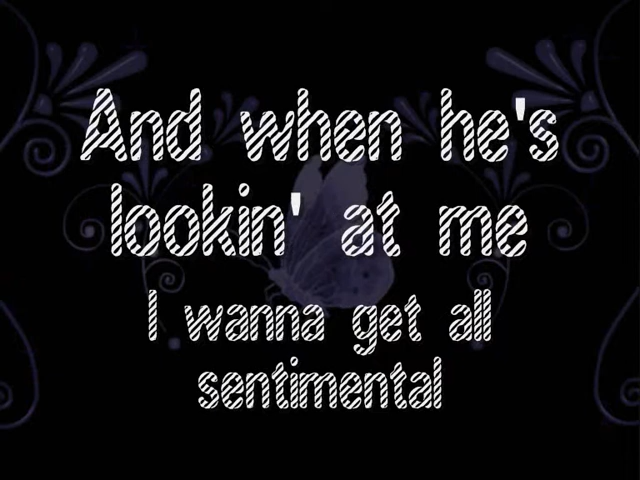 And when he's
lookin' at me
I wanna get all
sentimental